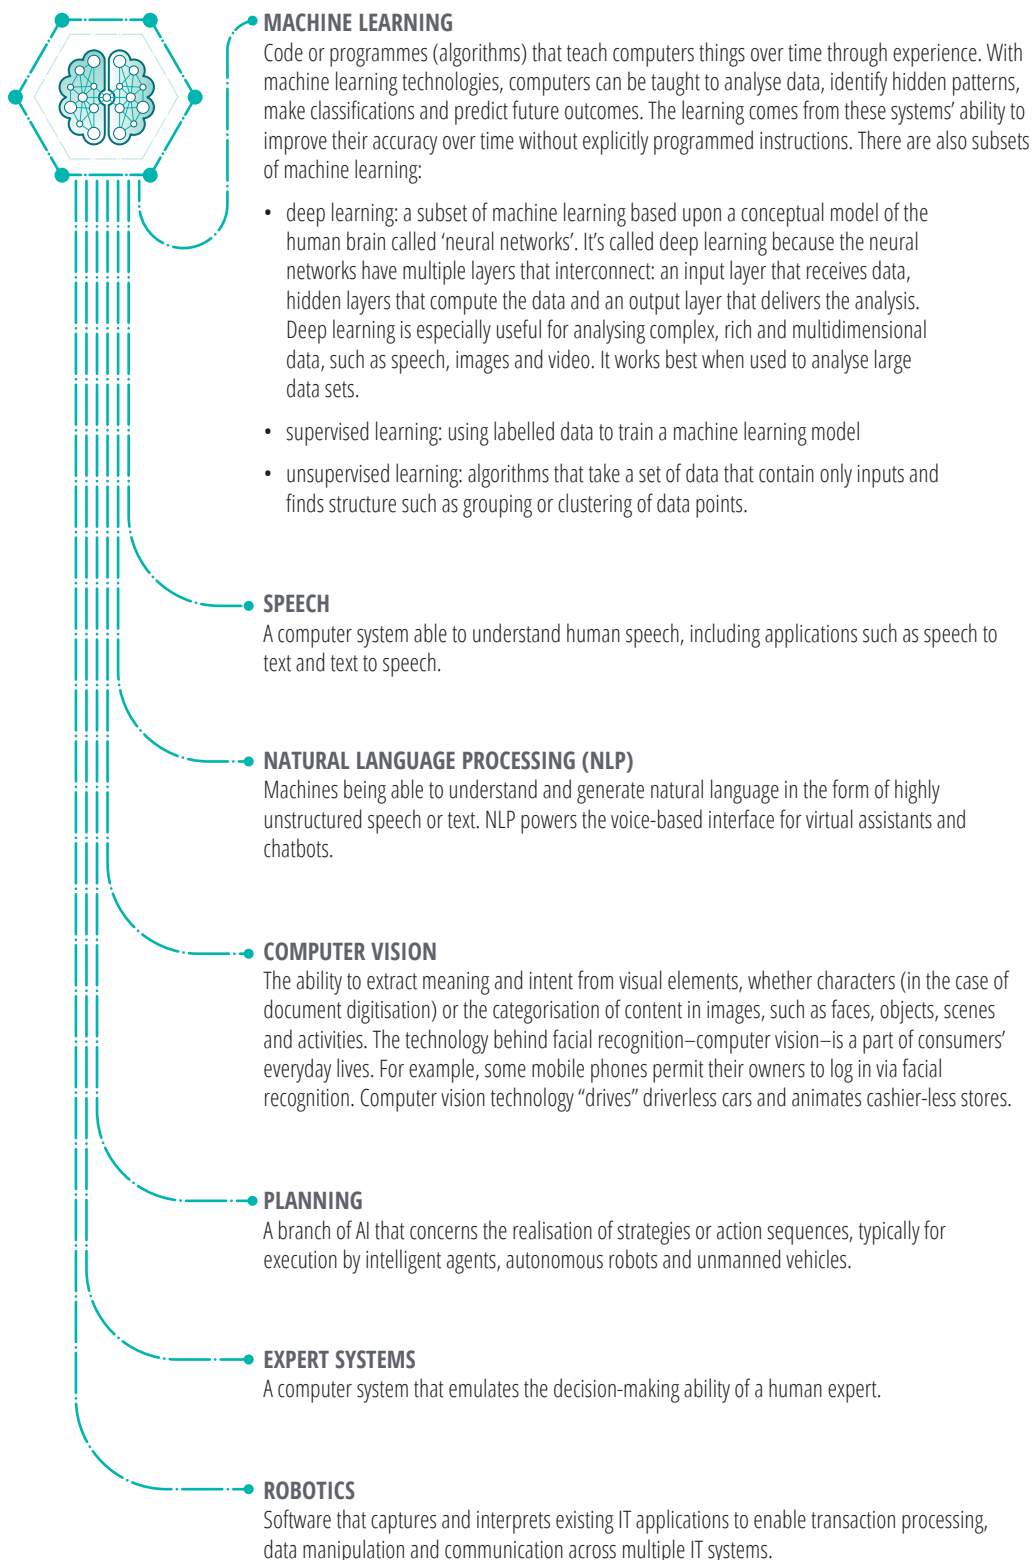 MACHINE LEARNING
Code or programmes (algorithms) that teach computers things over time through experience. With
machine learning technologies, computers can be taught to analyse data, identify hidden patterns,
make classifications and predict future outcomes. The learning comes from these systems’ ability to
improve their accuracy over time without explicitly programmed instructions. There are also subsets
of machine learning:
• deep learning: a subset of machine learning based upon a conceptual model of the
human brain called ‘neural networks’. It’s called deep learning because the neural
networks have multiple layers that interconnect: an input layer that receives data,
hidden layers that compute the data and an output layer that delivers the analysis.
Deep learning is especially useful for analysing complex, rich and multidimensional
data, such as speech, images and video. It works best when used to analyse large
data sets.
• supervised learning: using labelled data to train a machine learning model
• unsupervised learning: algorithms that take a set of data that contain only inputs and
finds structure such as grouping or clustering of data points.
SPEECH
A computer system able to understand human speech, including applications such as speech to
text and text to speech.
NATURAL LANGUAGE PROCESSING (NLP)
Machines being able to understand and generate natural language in the form of highly
unstructured speech or text. NLP powers the voice-based interface for virtual assistants and
chatbots.
COMPUTER VISION
The ability to extract meaning and intent from visual elements, whether characters (in the case of
document digitisation) or the categorisation of content in images, such as faces, objects, scenes
and activities. The technology behind facial recognition–computer vision–is a part of consumers’
everyday lives. For example, some mobile phones permit their owners to log in via facial
recognition. Computer vision technology “drives” driverless cars and animates cashier-less stores.
PLANNING
A branch of AI that concerns the realisation of strategies or action sequences, typically for
execution by intelligent agents, autonomous robots and unmanned vehicles.
EXPERT SYSTEMS
A computer system that emulates the decision-making ability of a human expert.
ROBOTICS
Software that captures and interprets existing IT applications to enable transaction processing,
data manipulation and communication across multiple IT systems.